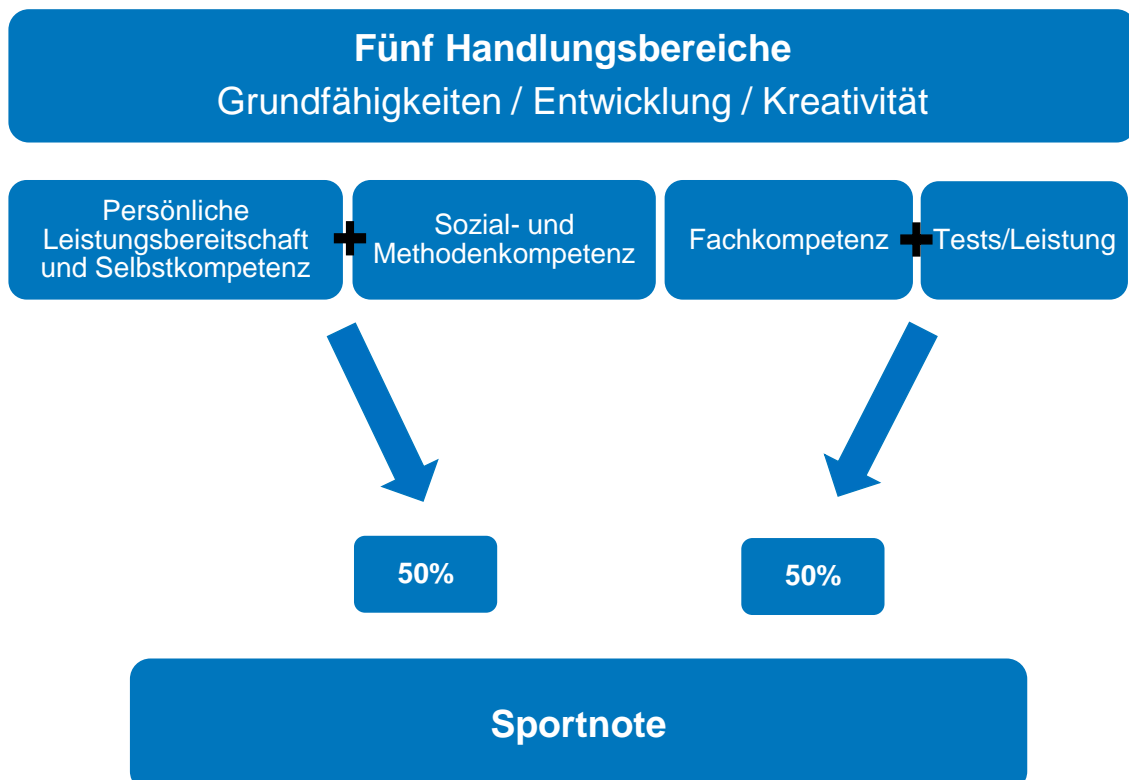 Fünf Handlungsbereiche
Grundfähigkeiten / Entwicklung / Kreativität
Persönliche
Leistungsbereitschaft
und Selbstkompetenz
+
Sozial- und
Methodenkompetenz
Fachkompetenz
+
Tests/Leistung
50%
50%
Sportnote